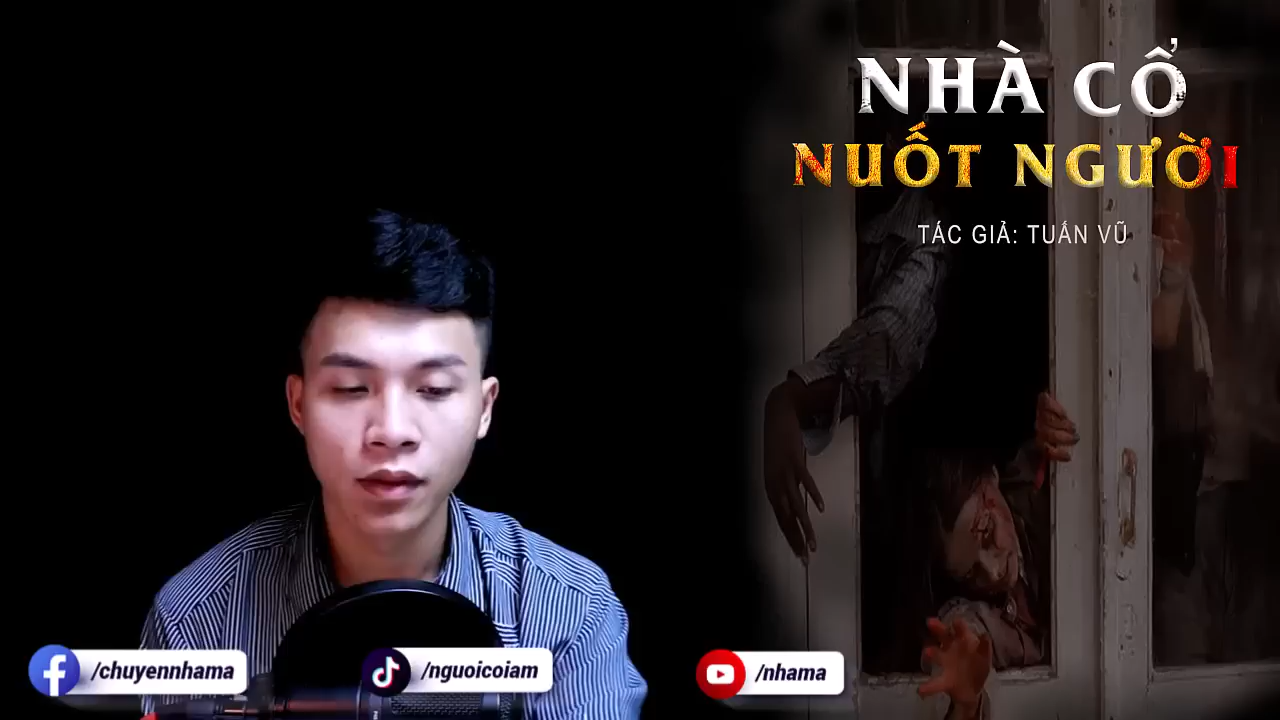 NHÀ CỔ
NUỐT NGƯỜI
TÁC GIẢ: TUẤN VŨ
/chuyennhama
/nguoicoiam
/nhama